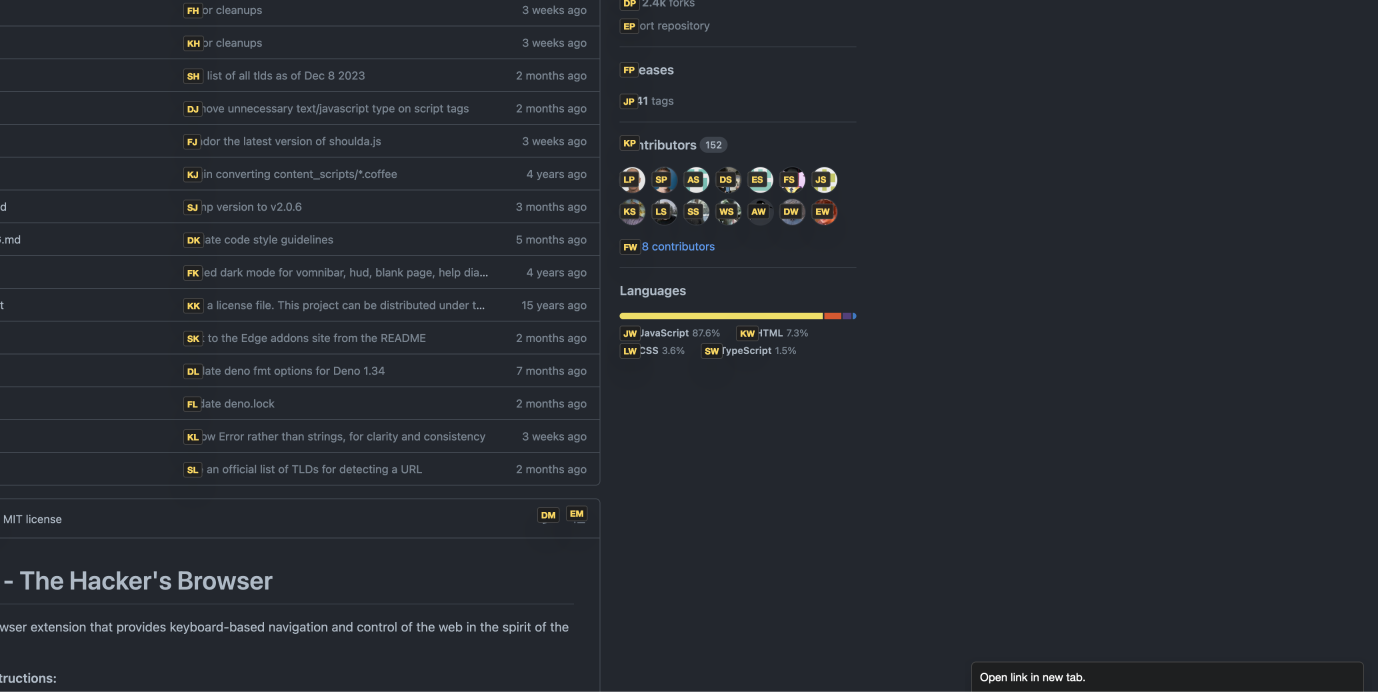 FH or cleanups 3 weeks ago
KH or cleanups 3 weeks ago
SH list of all tlds as of Dec 8 2023 2 months ago
DJ move unnecessary text/javascript type on script tags 2 months ago
FJ dor the latest version of shoulda.js 3 weeks ago
KJ in converting content_scripts/*.coffee 4 years ago
d SJ mp version to v2.0.6 3 months ago
.md DK ate code style guidelines 5 months ago
FK ed dark mode for vomnibar, hud, blank page, help dia... 4 years ago
t KK a license file. This project can be distributed under t... 15 years ago
SK to the Edge addons site from the README 2 months ago
DL date deno fmt options for Deno 1.34 7 months ago
FL date deno.lock 2 months ago
KL ow Error rather than strings, for clarity and consistency 3 weeks ago
SL an official list of TLDs for detecting a URL 2 months ago
MIT license DM EM
- The Hacker's Browser
wser extension that provides keyboard-based navigation and control of the web in the spirit of the
tructions:
DP 2.4k forks
EP ort repository
FP eases
JP 41 tags
KP ntributors 152
LP SP AS DS ES FS JS
KS LS SS WS AW DW EW
FW 8 contributors
Languages
JW JavaScript 87.6% KW HTML 7.3%
LW CSS 3.6% SW TypeScript 1.5%
Open link in new tab.